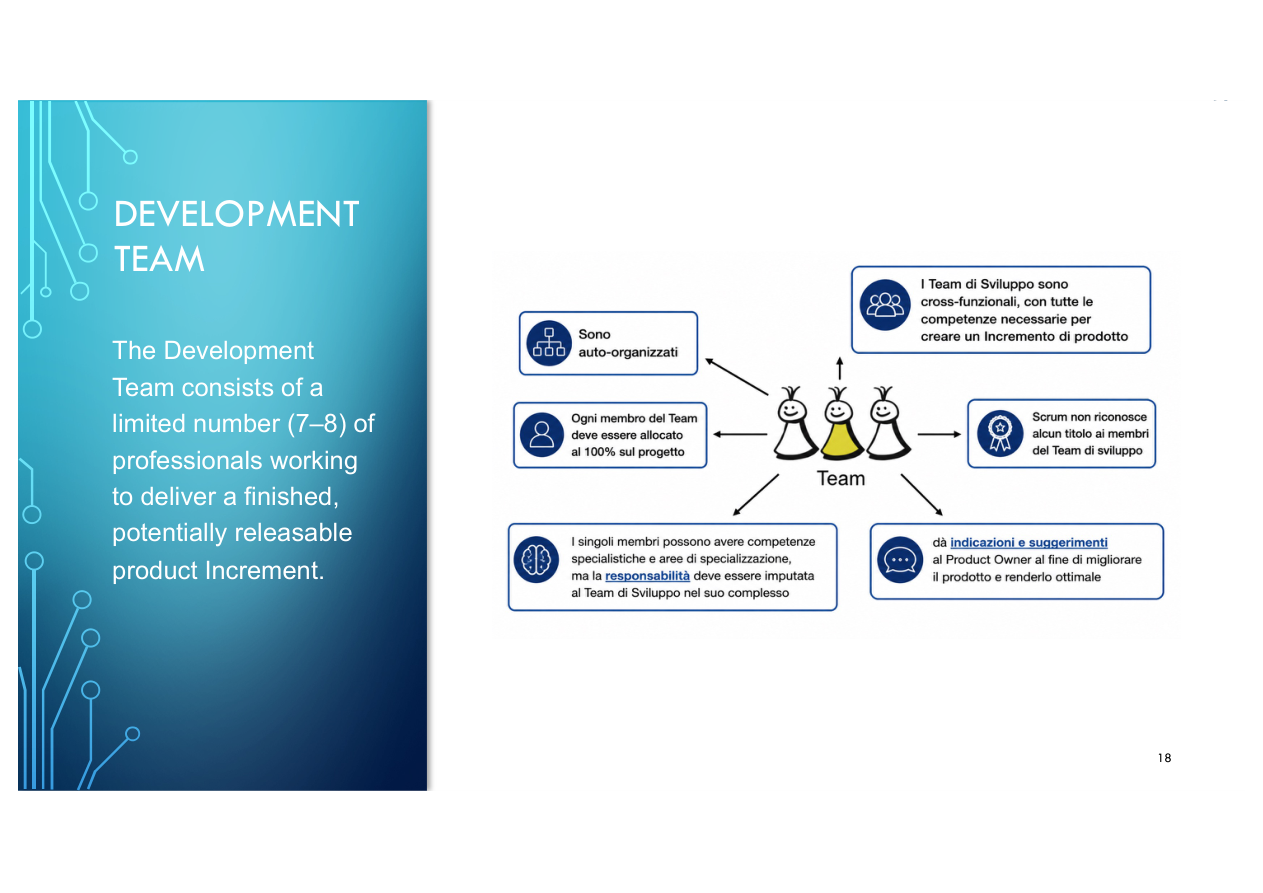 DEVELOPMENT
TEAM
The Development
Team consists of a
limited number (7–8) of
professionals working
to deliver a finished,
potentially releasable
product Increment.
I Team di Sviluppo sono
cross-funzionali, con tutte le
competenze necessarie per
creare un Incremento di prodotto
Sono
auto-organizzati
Ogni membro del Team
deve essere allocato
al 100% sul progetto
Scrum non riconosce
alcun titolo ai membri
del Team di sviluppo
Team
I singoli membri possono avere competenze
specialistiche e aree di specializzazione,
ma la responsabilità deve essere imputata
al Team di Sviluppo nel suo complesso
dà indicazioni e suggerimenti
al Product Owner al fine di migliorare
il prodotto e renderlo ottimale
18